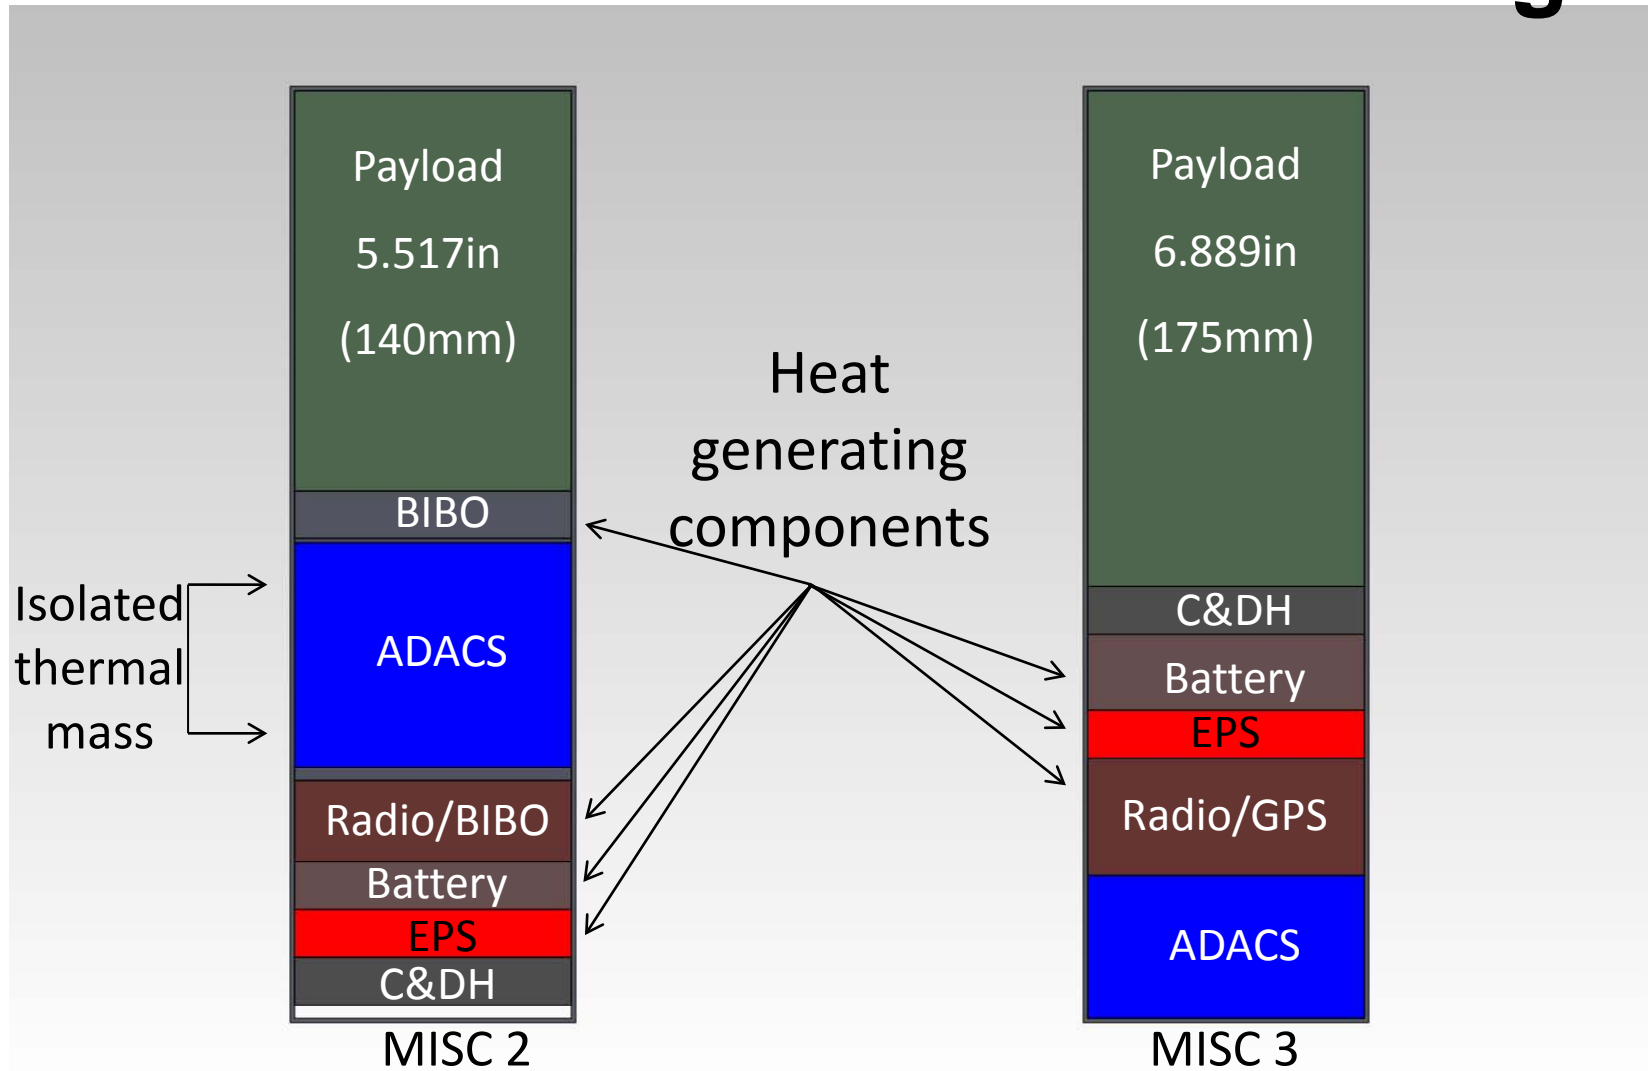 Payload
5.517in
(140mm)
BIBO
ADACS
Radio/BIBO
Battery
EPS
C&DH
MISC 2
Isolated
thermal
mass
Heat
generating
components
Payload
6.889in
(175mm)
C&DH
Battery
EPS
Radio/GPS
ADACS
MISC 3